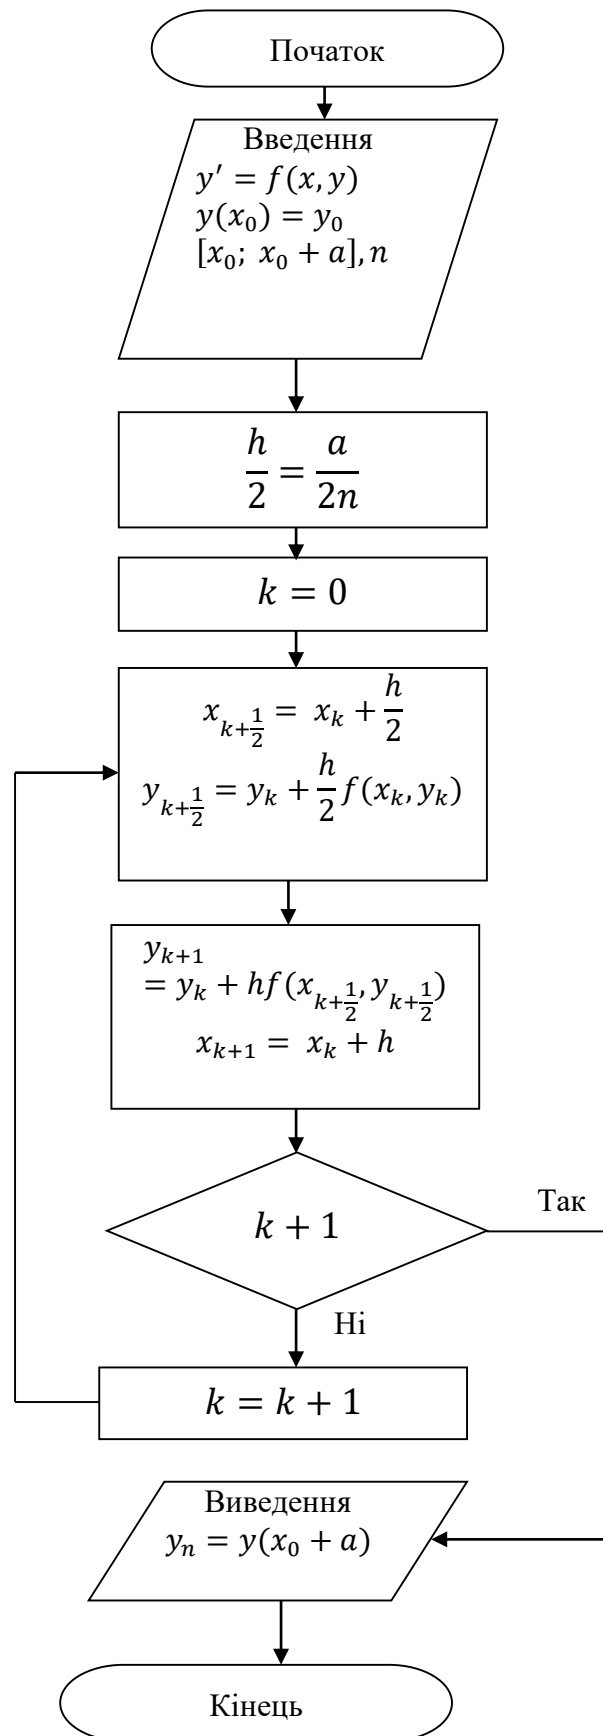 Початок
Введення
y′ = f(x, y)
y(x₀) = y₀
[x₀; x₀ + a], n
h/2 = a/2n
k = 0
x_{k+1/2} = x_k + h/2
y_{k+1/2} = y_k + h/2 f(x_k, y_k)
y_{k+1}
= y_k + hf(x_{k+1/2}, y_{k+1/2})
x_{k+1} = x_k + h
k + 1
Так
Ні
k = k + 1
Виведення
y_n = y(x₀ + a)
Кінець